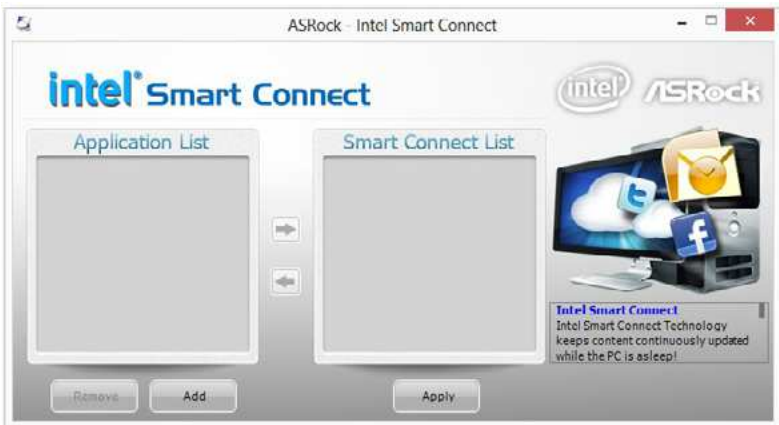 ASRock - Intel Smart Connect
intel® Smart Connect
intel ASRock
Application List
Smart Connect List
Intel Smart Connect
Intel Smart Connect Technology
keeps content continuously updated
while the PC is asleep!
Remove
Add
Apply